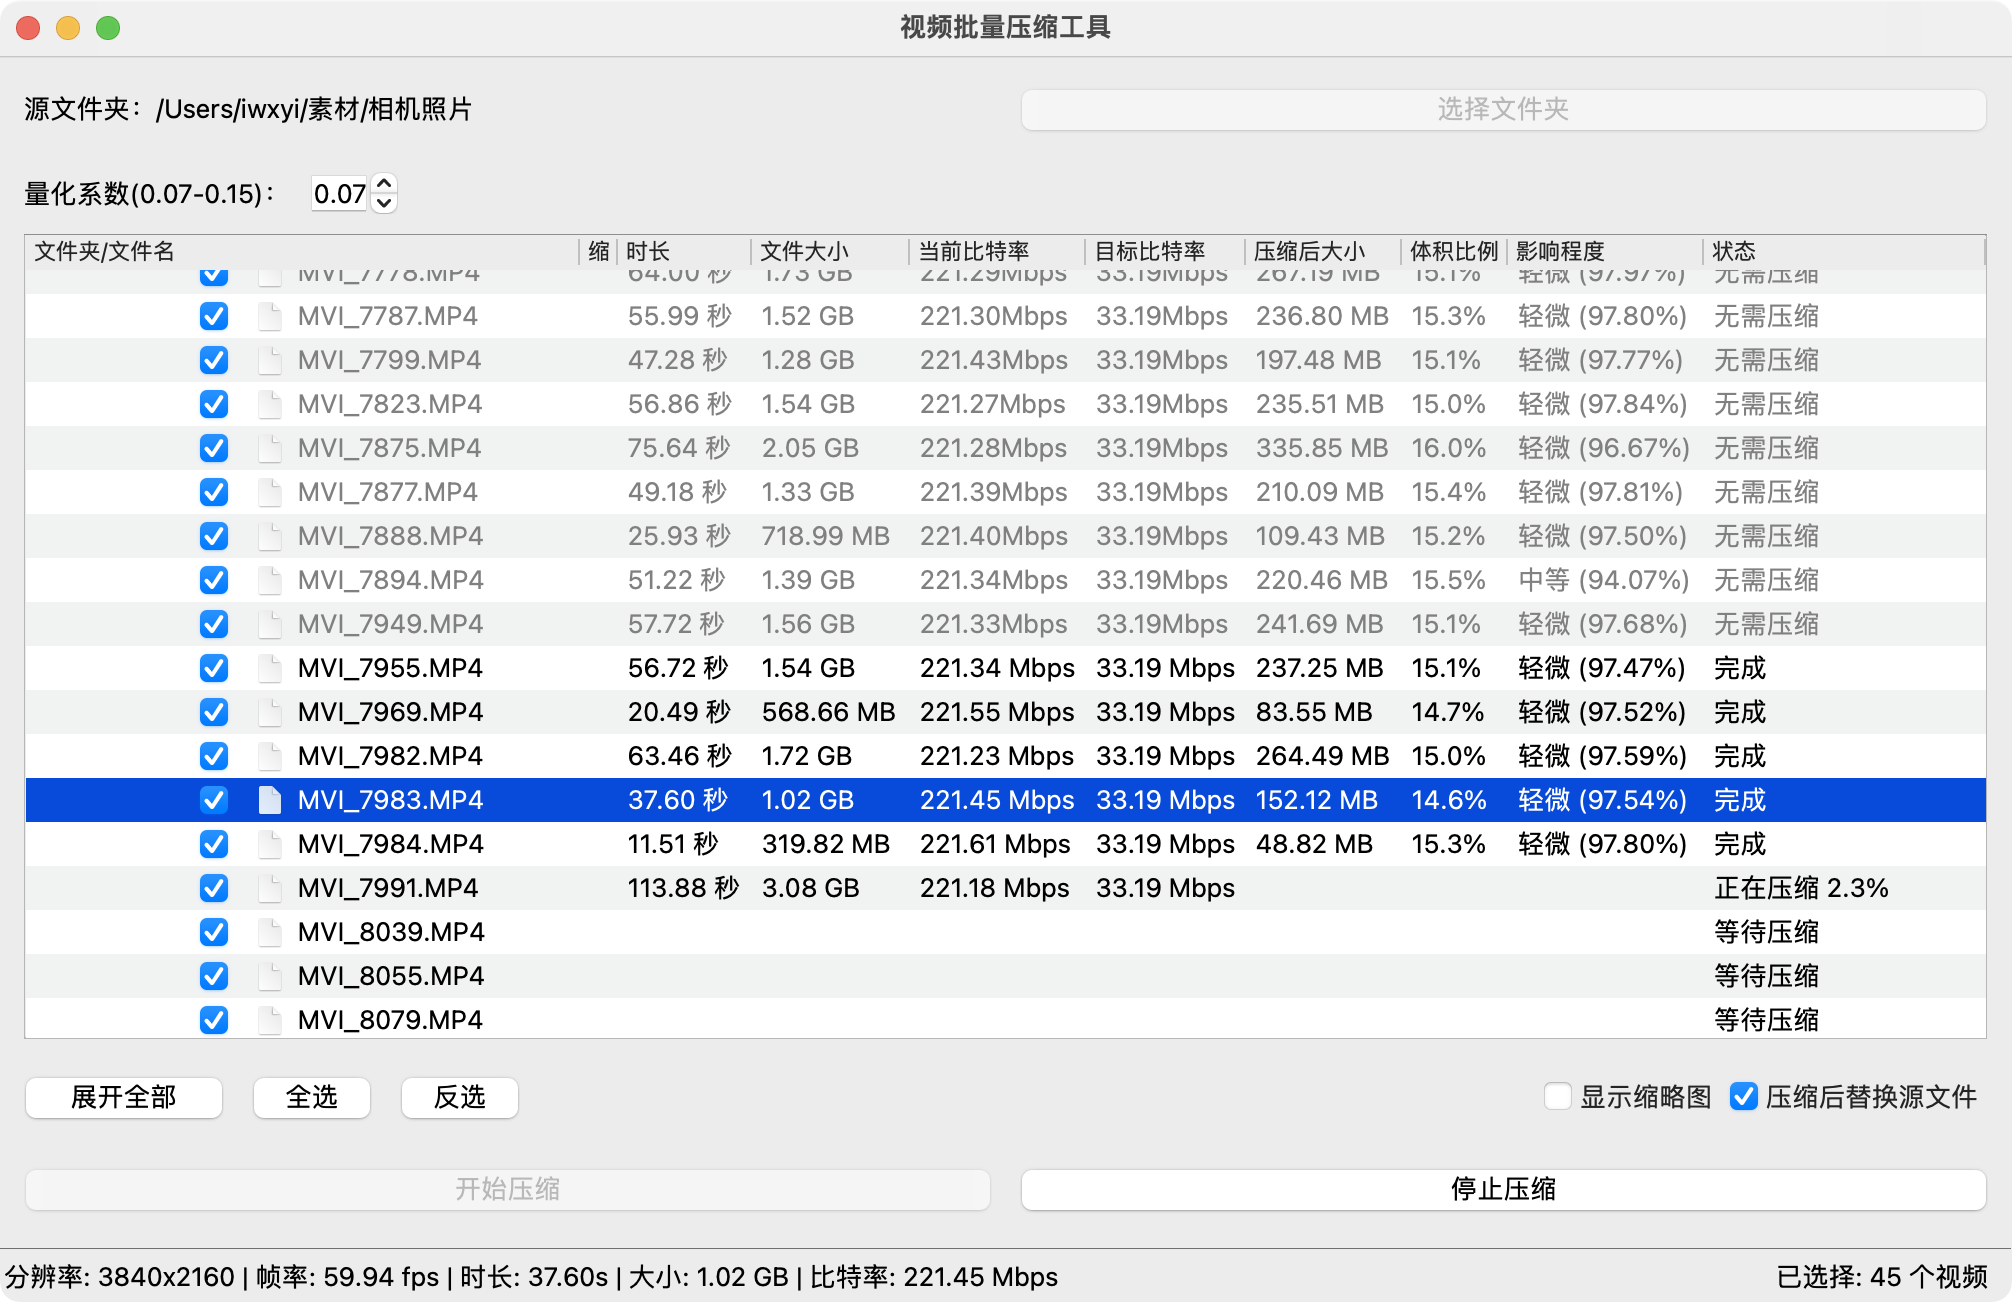 视频批量压缩工具
源文件夹：/Users/iwxyi/素材/相机照片
选择文件夹
量化系数(0.07-0.15)： 0.07
文件夹/文件名 缩 时长 文件大小 当前比特率 目标比特率 压缩后大小 体积比例 影响程度 状态
MVI_7778.MP4 64.00 秒 1.73 GB 221.29Mbps 33.19Mbps 267.19 MB 15.1% 轻微 (97.97%) 无需压缩
MVI_7787.MP4 55.99 秒 1.52 GB 221.30Mbps 33.19Mbps 236.80 MB 15.3% 轻微 (97.80%) 无需压缩
MVI_7799.MP4 47.28 秒 1.28 GB 221.43Mbps 33.19Mbps 197.48 MB 15.1% 轻微 (97.77%) 无需压缩
MVI_7823.MP4 56.86 秒 1.54 GB 221.27Mbps 33.19Mbps 235.51 MB 15.0% 轻微 (97.84%) 无需压缩
MVI_7875.MP4 75.64 秒 2.05 GB 221.28Mbps 33.19Mbps 335.85 MB 16.0% 轻微 (96.67%) 无需压缩
MVI_7877.MP4 49.18 秒 1.33 GB 221.39Mbps 33.19Mbps 210.09 MB 15.4% 轻微 (97.81%) 无需压缩
MVI_7888.MP4 25.93 秒 718.99 MB 221.40Mbps 33.19Mbps 109.43 MB 15.2% 轻微 (97.50%) 无需压缩
MVI_7894.MP4 51.22 秒 1.39 GB 221.34Mbps 33.19Mbps 220.46 MB 15.5% 中等 (94.07%) 无需压缩
MVI_7949.MP4 57.72 秒 1.56 GB 221.33Mbps 33.19Mbps 241.69 MB 15.1% 轻微 (97.68%) 无需压缩
MVI_7955.MP4 56.72 秒 1.54 GB 221.34 Mbps 33.19 Mbps 237.25 MB 15.1% 轻微 (97.47%) 完成
MVI_7969.MP4 20.49 秒 568.66 MB 221.55 Mbps 33.19 Mbps 83.55 MB 14.7% 轻微 (97.52%) 完成
MVI_7982.MP4 63.46 秒 1.72 GB 221.23 Mbps 33.19 Mbps 264.49 MB 15.0% 轻微 (97.59%) 完成
MVI_7983.MP4 37.60 秒 1.02 GB 221.45 Mbps 33.19 Mbps 152.12 MB 14.6% 轻微 (97.54%) 完成
MVI_7984.MP4 11.51 秒 319.82 MB 221.61 Mbps 33.19 Mbps 48.82 MB 15.3% 轻微 (97.80%) 完成
MVI_7991.MP4 113.88 秒 3.08 GB 221.18 Mbps 33.19 Mbps 正在压缩 2.3%
MVI_8039.MP4 等待压缩
MVI_8055.MP4 等待压缩
MVI_8079.MP4 等待压缩
展开全部 全选 反选 显示缩略图 压缩后替换源文件
开始压缩 停止压缩
分辨率: 3840x2160 | 帧率: 59.94 fps | 时长: 37.60s | 大小: 1.02 GB | 比特率: 221.45 Mbps 已选择: 45 个视频